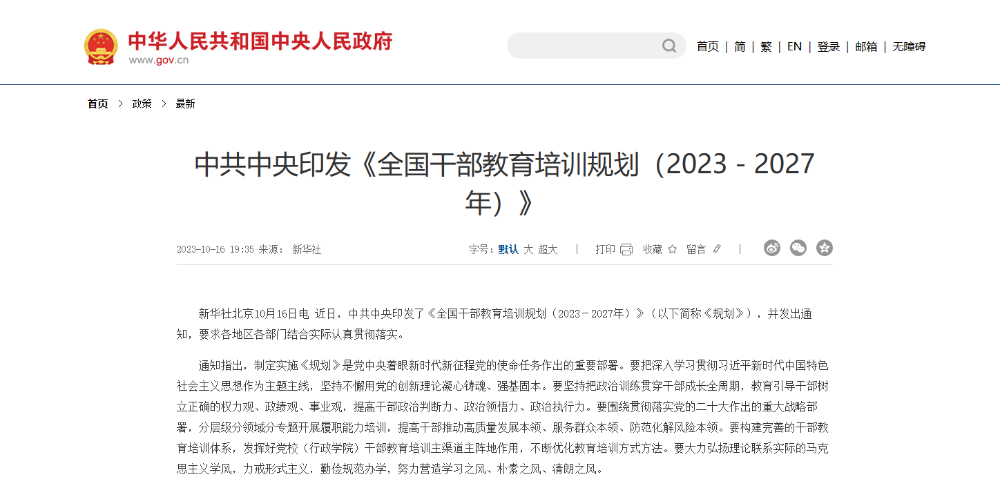 中华人民共和国中央人民政府
www.gov.cn
首页 | 简 | 繁 | EN | 登录 | 邮箱 | 无障碍
首页 > 政策 > 最新
中共中央印发《全国干部教育培训规划（2023－2027
年）》
2023-10-16 19:35 来源： 新华社
字号：默认 大 超大 | 打印 收藏 留言 |
新华社北京10月16日电 近日，中共中央印发了《全国干部教育培训规划（2023－2027年）》（以下简称《规划》），并发出通
知，要求各地区各部门结合实际认真贯彻落实。
通知指出，制定实施《规划》是党中央着眼新时代新征程党的使命任务作出的重要部署。要把深入学习贯彻习近平新时代中国特色
社会主义思想作为主题主线，坚持不懈用党的创新理论凝心铸魂、强基固本。要坚持把政治训练贯穿干部成长全周期，教育引导干部树
立正确的权力观、政绩观、事业观，提高干部政治判断力、政治领悟力、政治执行力。要围绕贯彻落实党的二十大作出的重大战略部
署，分层级分领域分专题开展履职能力培训，提高干部推动高质量发展本领、服务群众本领、防范化解风险本领。要构建完善的干部教
育培训体系，发挥好党校（行政学院）干部教育培训主渠道主阵地作用，不断优化教育培训方式方法。要大力弘扬理论联系实际的马克
思主义学风，力戒形式主义，勤俭规范办学，努力营造学习之风、朴素之风、清朗之风。